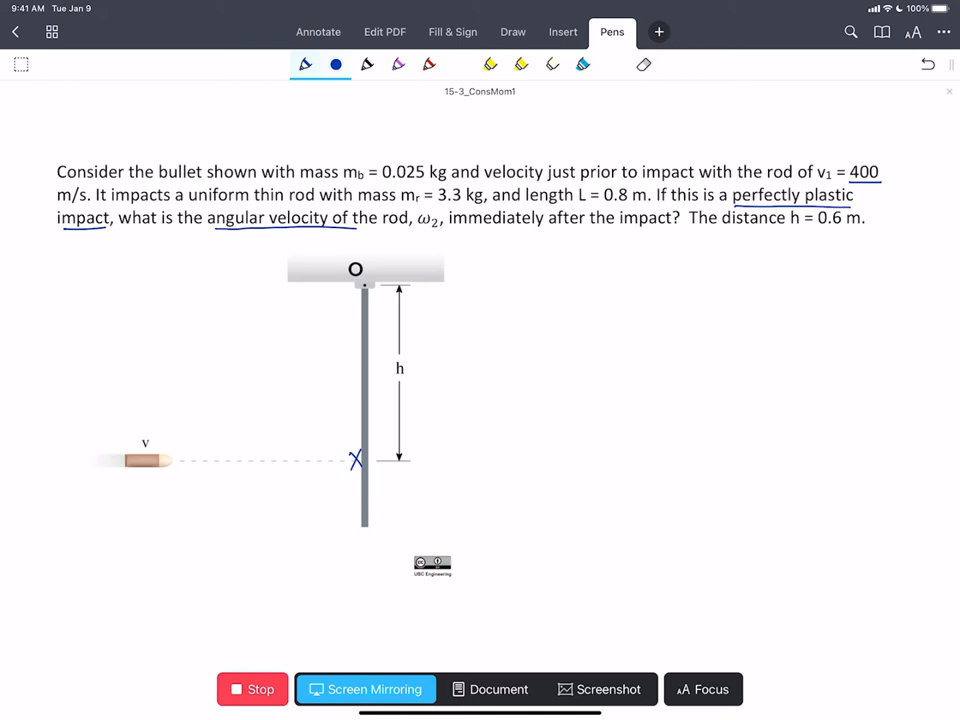 9:41 AM Tue Jan 9
100%
Annotate Edit PDF Fill & Sign Draw Insert Pens
AA
15-3_ConsMom1
Consider the bullet shown with mass m_b = 0.025 kg and velocity just prior to impact with the rod of v₁ = 400
m/s. It impacts a uniform thin rod with mass mᵣ = 3.3 kg, and length L = 0.8 m. If this is a perfectly plastic
impact, what is the angular velocity of the rod, ω₂, immediately after the impact? The distance h = 0.6 m.
O
h
v
X
cc
UBC Engineering
Stop Screen Mirroring Document Screenshot AA Focus